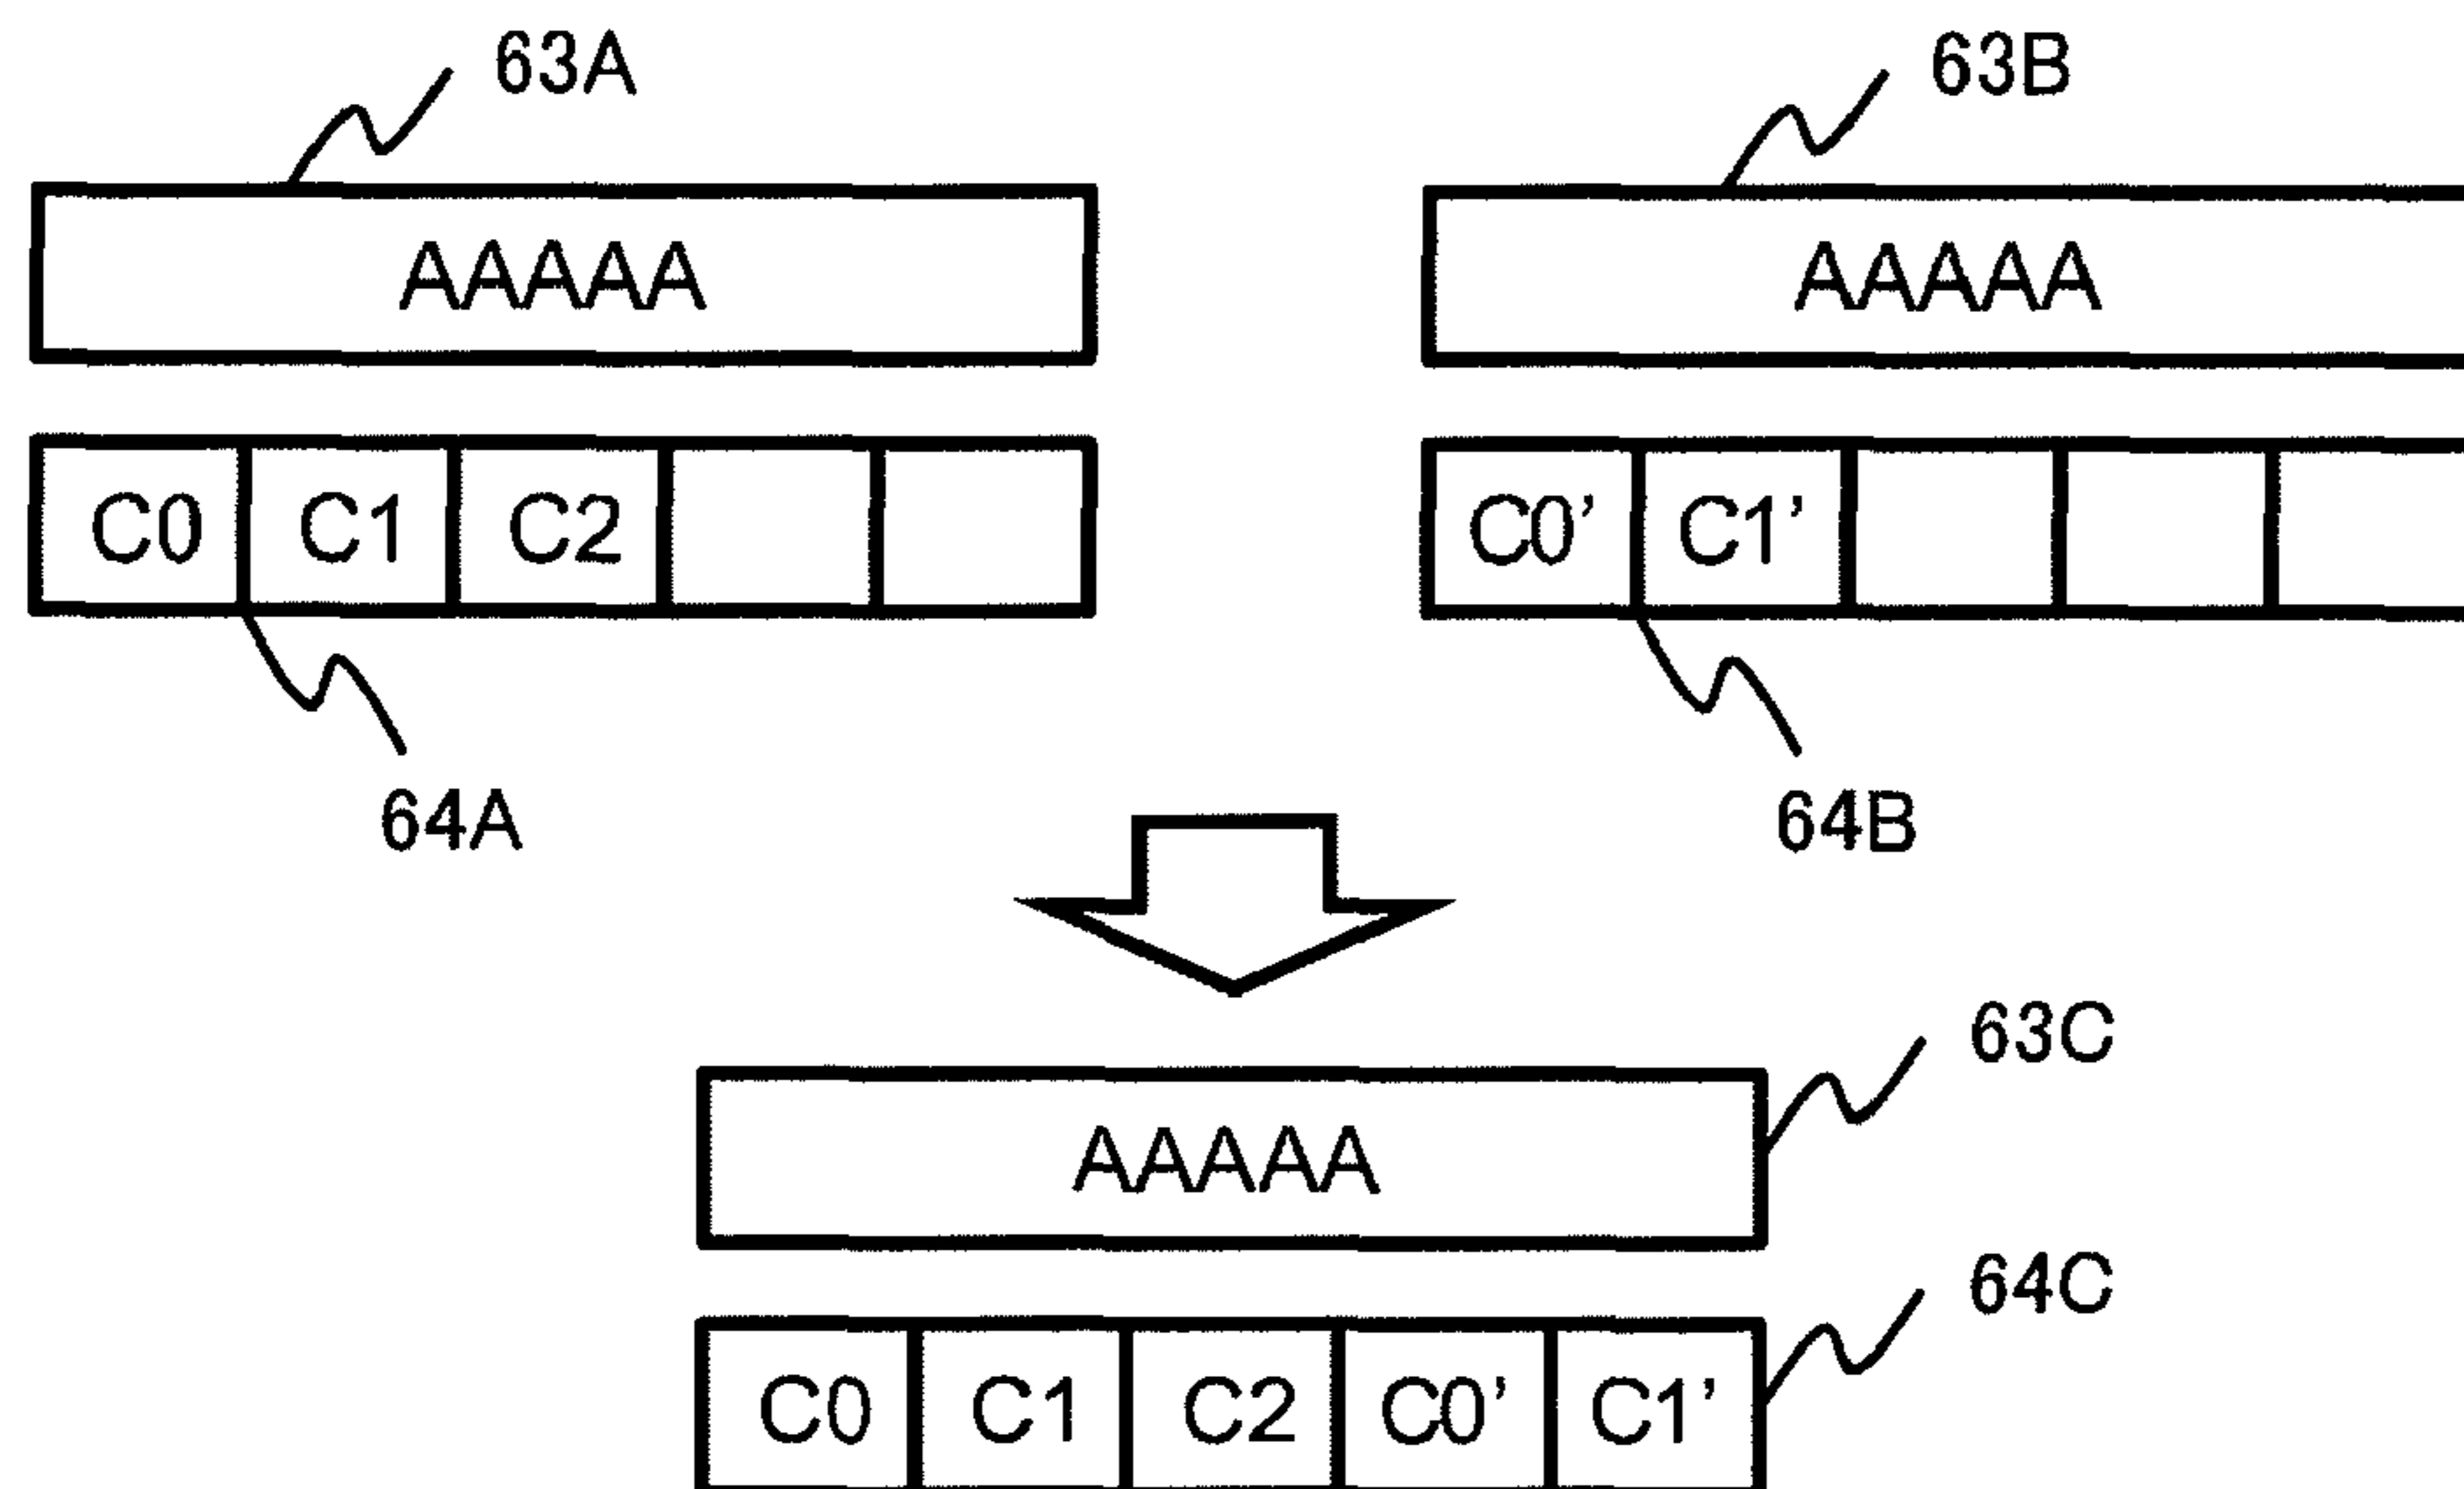 63A 63B
AAAAA AAAAA
C0 C1 C2 C0’ C1’
64A 64B
63C
AAAAA
64C
C0 C1 C2 C0’ C1’